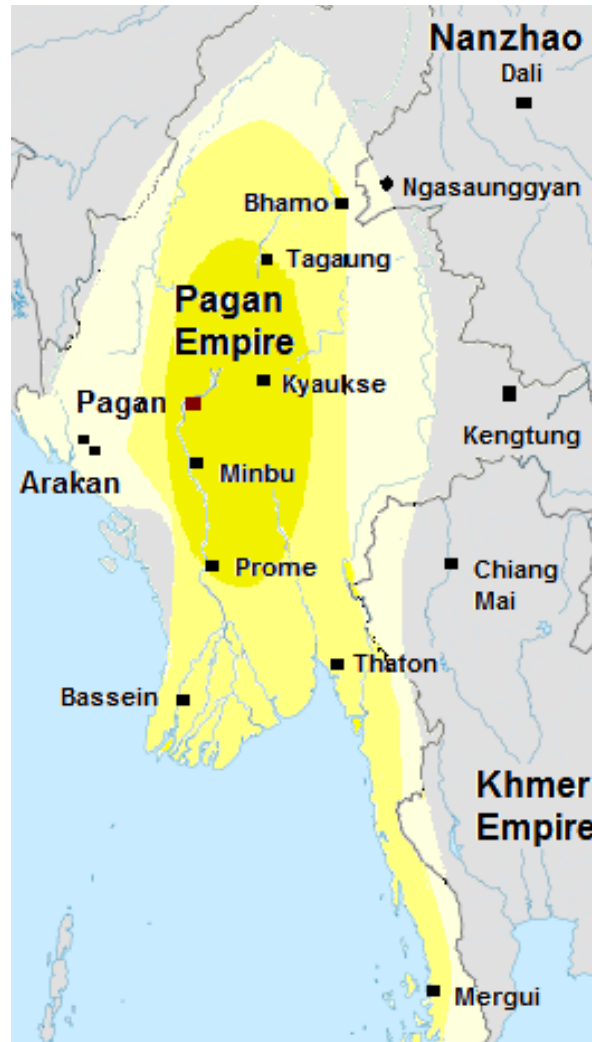 Nanzhao
Dali
Ngasaunggyan
Bhamo
Tagaung
Pagan
Empire
Kyaukse
Pagan
Kengtung
Arakan
Minbu
Prome
Chiang
Mai
Thaton
Bassein
Khmer
Empire
Mergui